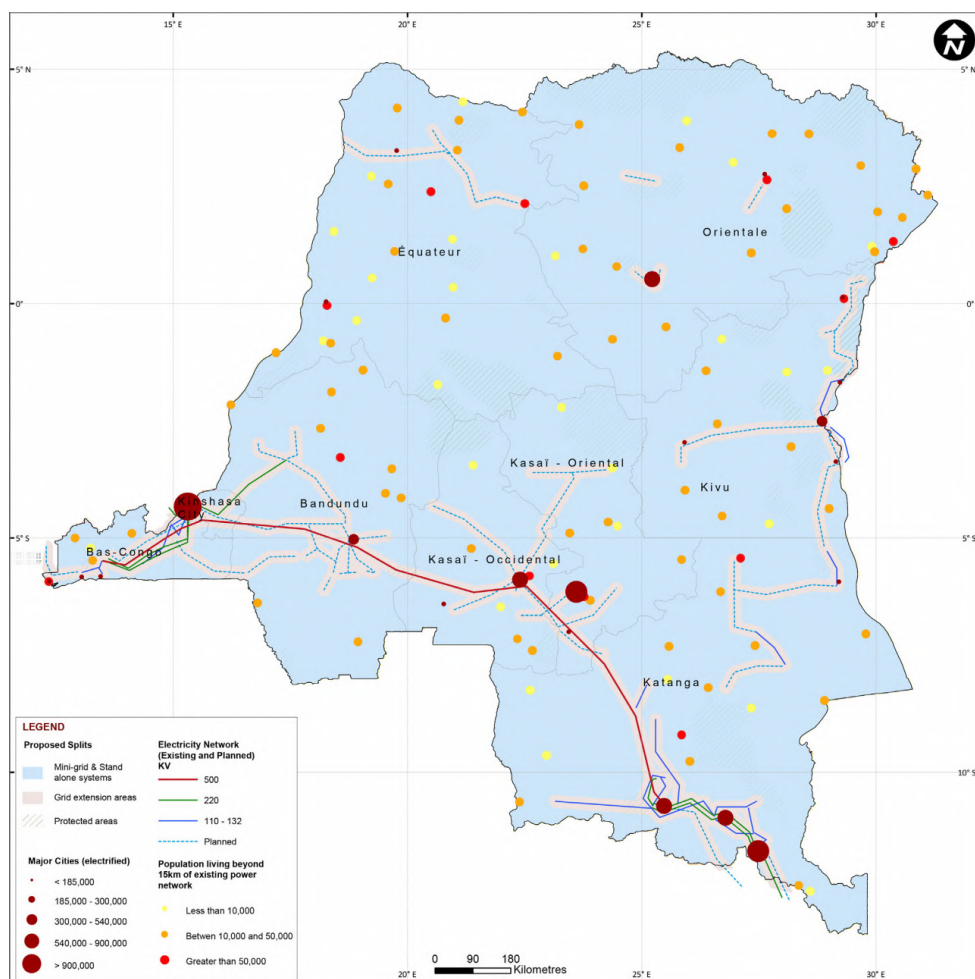 15° E
20° E
25° E
30° E
N
5° N
5° N
Orientale
Équateur
0°
0°
Kasaï - Oriental
Kivu
Kinshasa
City
Bandundu
5° S
5° S
Bas-Congo
Kasaï - Occidental
Katanga
10° S
10° S
LEGEND
Proposed Splits
Mini-grid & Stand
alone systems
Grid extension areas
Protected areas
Electricity Network
(Existing and Planned)
KV
500
220
110 - 132
Planned
Major Cities (electrified)
< 185,000
185,000 - 300,000
300,000 - 540,000
540,000 - 900,000
> 900,000
Population living beyond
15km of existing power
network
Less than 10,000
Betwen 10,000 and 50,000
Greater than 50,000
0 90 180
Kilometres
20° E
25° E
30° E